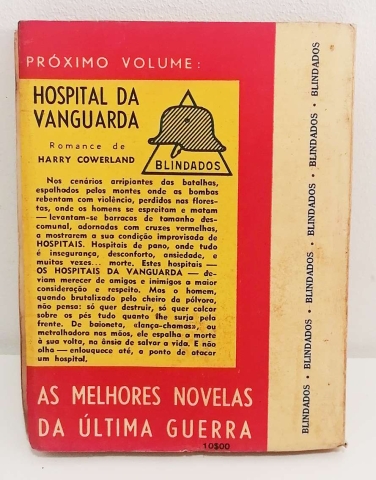 PRÓXIMO VOLUME:
HOSPITAL DA
VANGUARDA
Romance de
HARRY COWERLAND
BLINDADOS
Nos cenários arripiantes das batalhas,
espalhados pelos montes onde as bombas
rebentam com violência, perdidos nas flores-
tas, onde os homens se espreitam e matam
— levantam-se barracas de tamanho des-
comunal, adornadas com cruzes vermelhas,
a mostrarem a sua condição improvisada de
HOSPITAIS. Hospitais de pano, onde tudo
é insegurança, desconforto, ansiedade, e
muitas vezes... morte. Estes hospitais —
OS HOSPITAIS DA VANGUARDA — de-
viam merecer de amigos e inimigos a maior
consideração e respeito. Mas o homem,
quando brutalizado pelo cheiro da pólvora,
não pensa: só quer destruir, só quer calcar
sobre os pés tudo quanto lhe surja pelo
frente. De baioneta, «lança-chamas», ou
metralhadora nas mãos, ele espalha a morte
à sua volta, na ânsia de salvar a vida. E não
olha — enlouquece até, a ponto de atacar
um hospital.
AS MELHORES NOVELAS
DA ÚLTIMA GUERRA
10$00
BLINDADOS • BLINDADOS • BLINDADOS • BLINDADOS • BLINDADOS • BLINDADOS